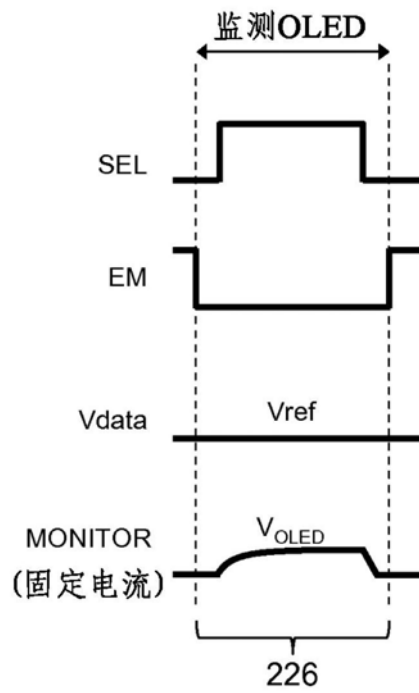 监测OLED
SEL
EM
Vdata
Vref
MONITOR
(固定电流)
VOLED
226